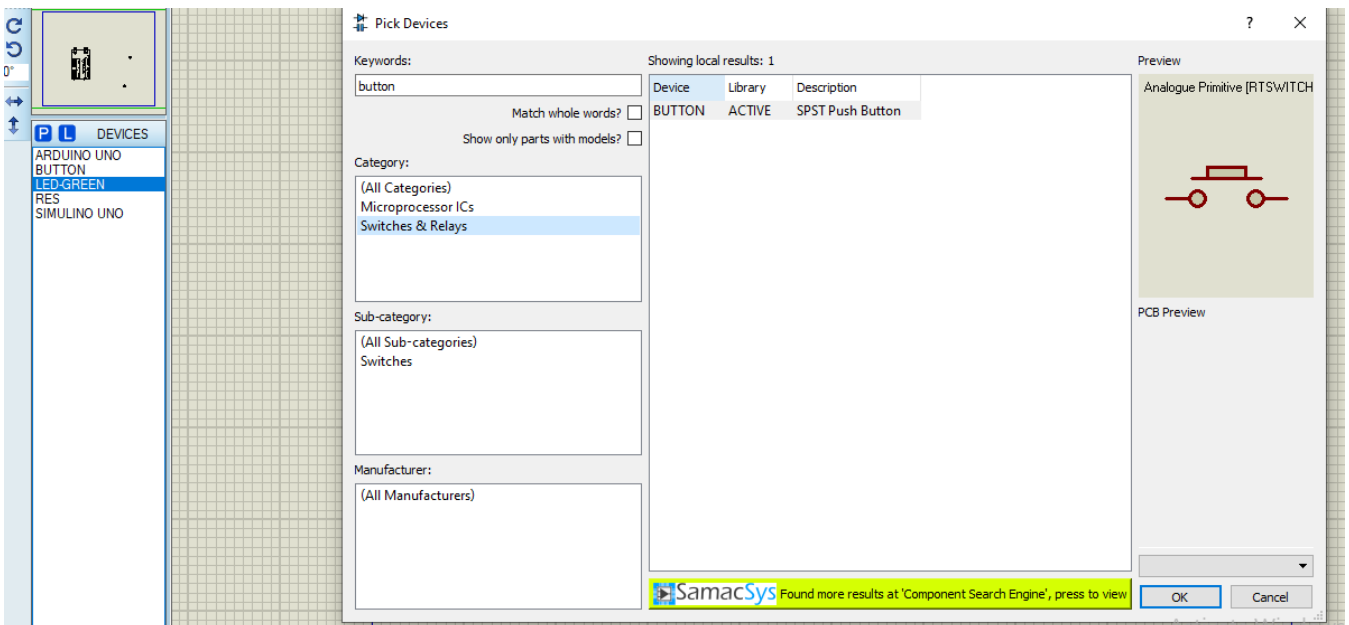 Pick Devices
?
0°
P L DEVICES
ARDUINO UNO
BUTTON
LED-GREEN
RES
SIMULINO UNO
Keywords:
button
Match whole words?
Show only parts with models?
Category:
(All Categories)
Microprocessor ICs
Switches & Relays
Sub-category:
(All Sub-categories)
Switches
Manufacturer:
(All Manufacturers)
Showing local results: 1
Device Library Description
BUTTON ACTIVE SPST Push Button
SamacSys Found more results at 'Component Search Engine', press to view
Preview
Analogue Primitive [RTSWITCH
PCB Preview
OK Cancel